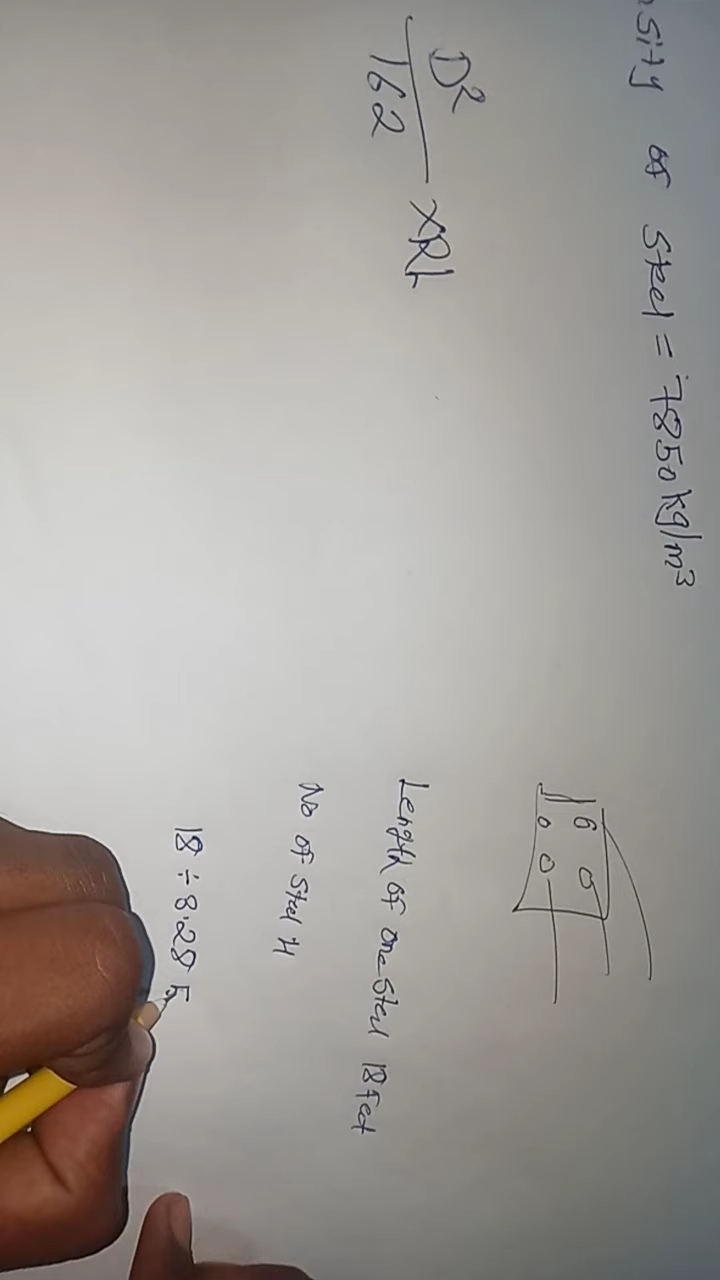 sity of Steel = 7850 kg/m³
D²
162
×RL
Length of one Steel 18 Feet
No of Steel 4
18 ÷ 3.28